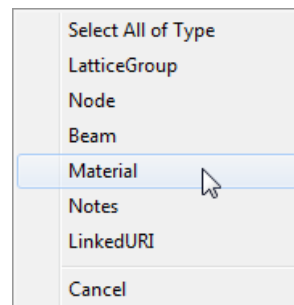 Select All of Type
LatticeGroup
Node
Beam
Material
Notes
LinkedURI
Cancel